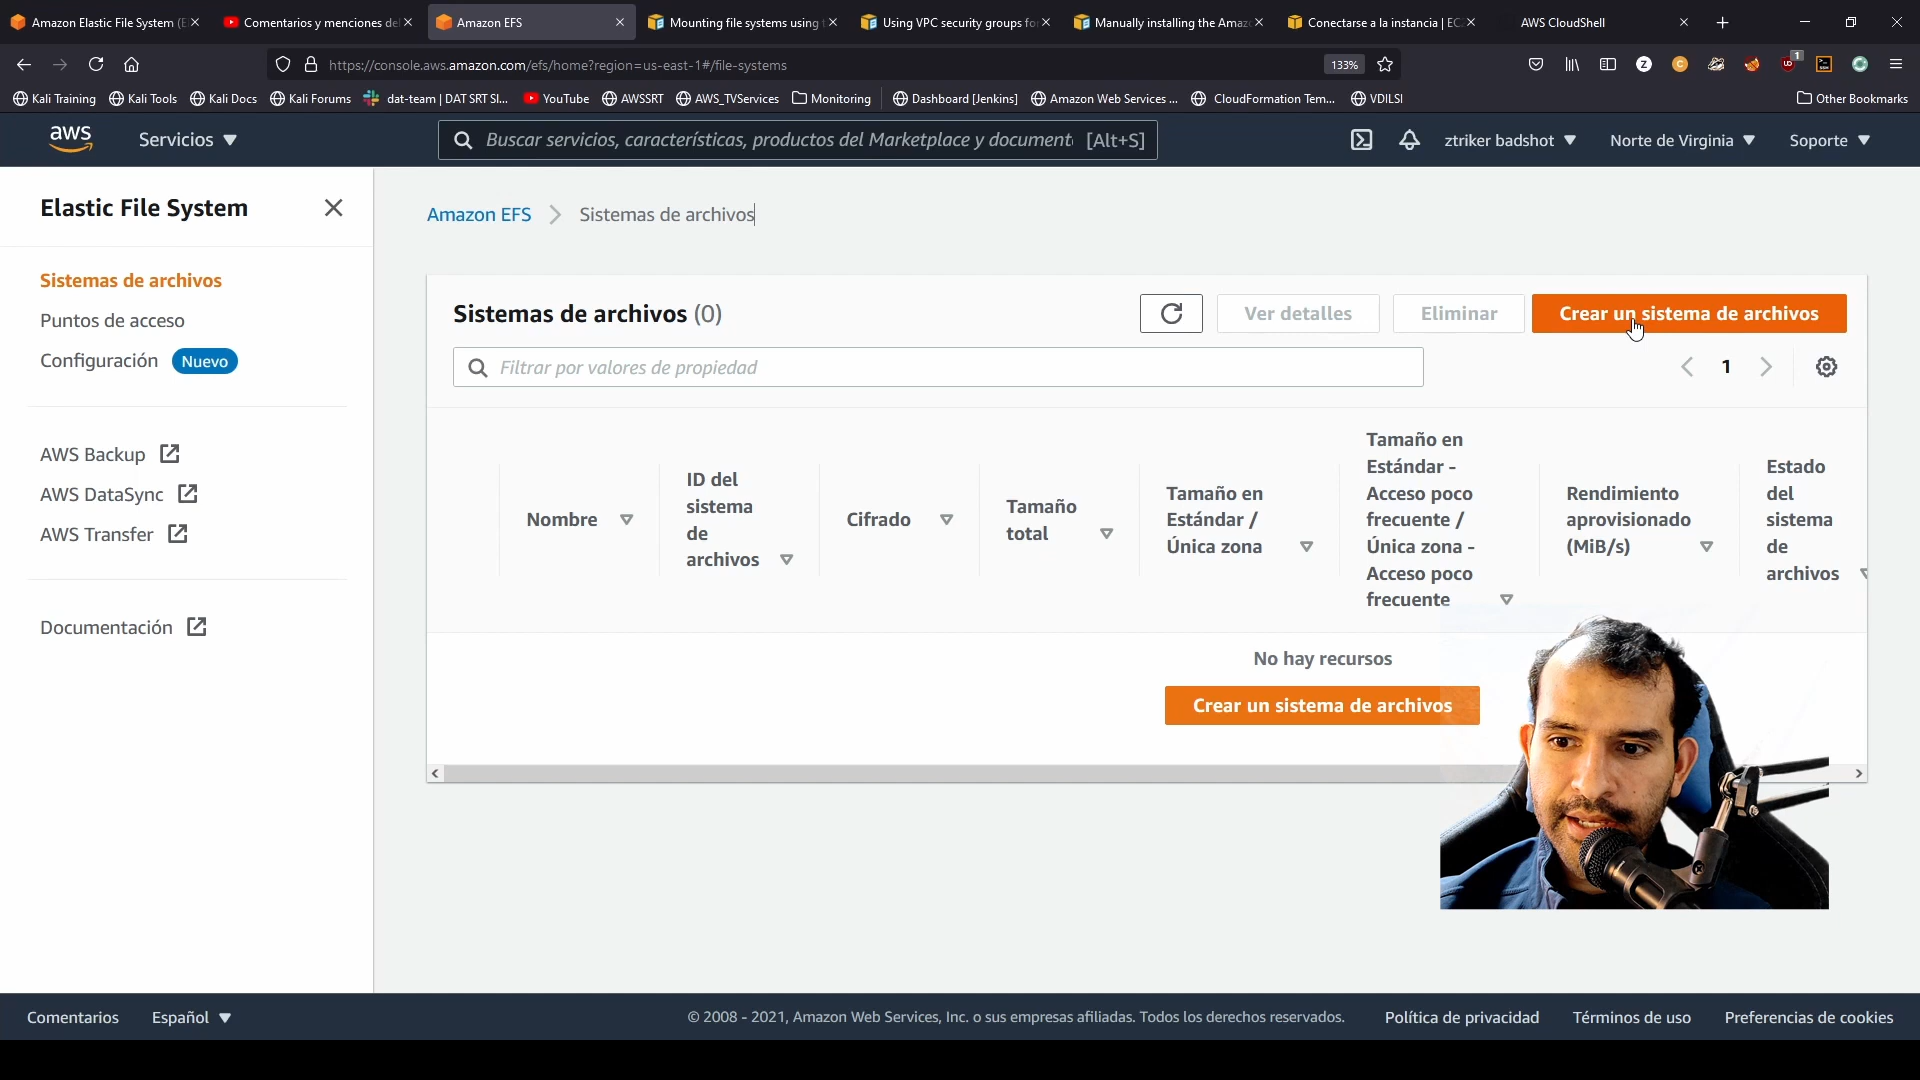 Amazon Elastic File System (E
Comentarios y menciones de
Amazon EFS
Mounting file systems using
Using VPC security groups fo
Manually installing the Amaz
Conectarse a la instancia | EC
AWS CloudShell
https://console.aws.amazon.com/efs/home?region=us-east-1#/file-systems
133%
1
Kali Training
Kali Tools
Kali Docs
Kali Forums
dat-team | DAT SRT Sl...
YouTube
AWSSRT
AWS_TVServices
Monitoring
Dashboard [Jenkins]
Amazon Web Services ...
CloudFormation Tem...
VDILSI
Other Bookmarks
aws
Servicios
Buscar servicios, características, productos del Marketplace y document
[Alt+S]
ztriker badshot
Norte de Virginia
Soporte
Elastic File System
Sistemas de archivos
Puntos de acceso
Configuración
Nuevo
AWS Backup
AWS DataSync
AWS Transfer
Documentación
Amazon EFS
Sistemas de archivos
Sistemas de archivos (0)
Ver detalles
Eliminar
Crear un sistema de archivos
Filtrar por valores de propiedad
1
Nombre
ID del
sistema
de
archivos
Cifrado
Tamaño
total
Tamaño en
Estándar /
Única zona
Tamaño en
Estándar -
Acceso poco
frecuente /
Única zona -
Acceso poco
frecuente
Rendimiento
aprovisionado
(MiB/s)
Estado
del
sistema
de
archivos
No hay recursos
Crear un sistema de archivos
Comentarios
Español
© 2008 - 2021, Amazon Web Services, Inc. o sus empresas afiliadas. Todos los derechos reservados.
Política de privacidad
Términos de uso
Preferencias de cookies